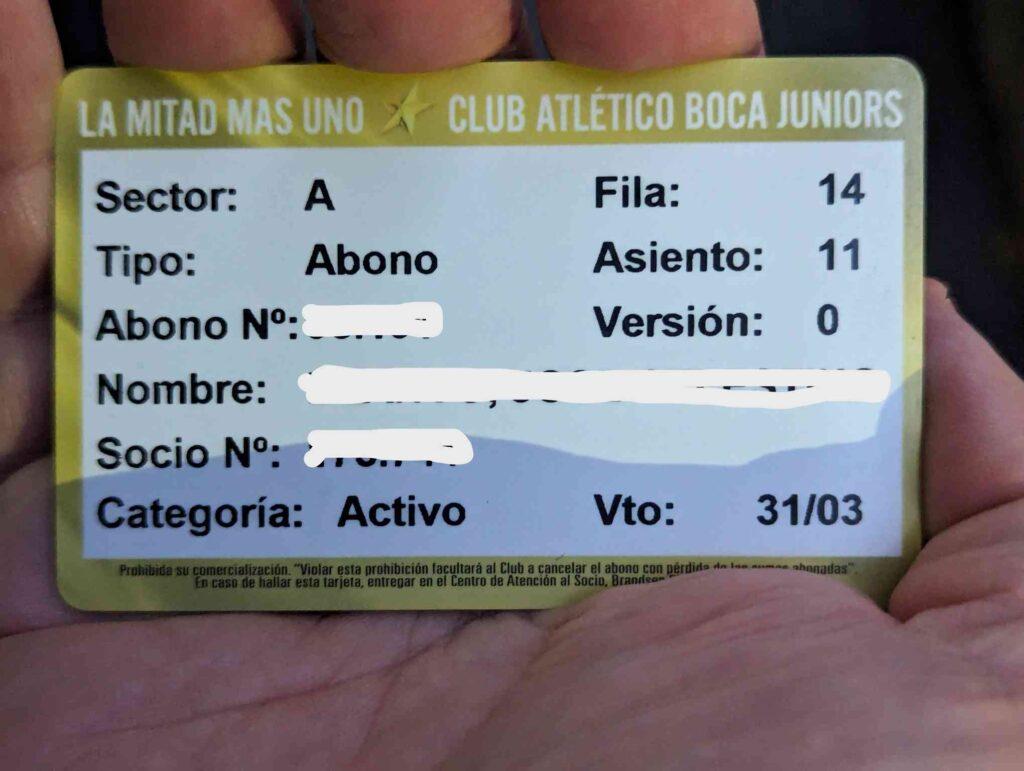 LA MITAD MAS UNO CLUB ATLÉTICO BOCA JUNIORS
Sector: A Fila: 14
Tipo: Abono Asiento: 11
Abono Nº: Versión: 0
Nombre:
Socio Nº:
Categoría: Activo Vto: 31/03
Prohibida su comercialización. "Violar esta prohibición facultará al Club a cancelar el abono con pérdida de las sumas abonadas".
En caso de hallar esta tarjeta, entregar en el Centro de Atención al Socio, Brandsen